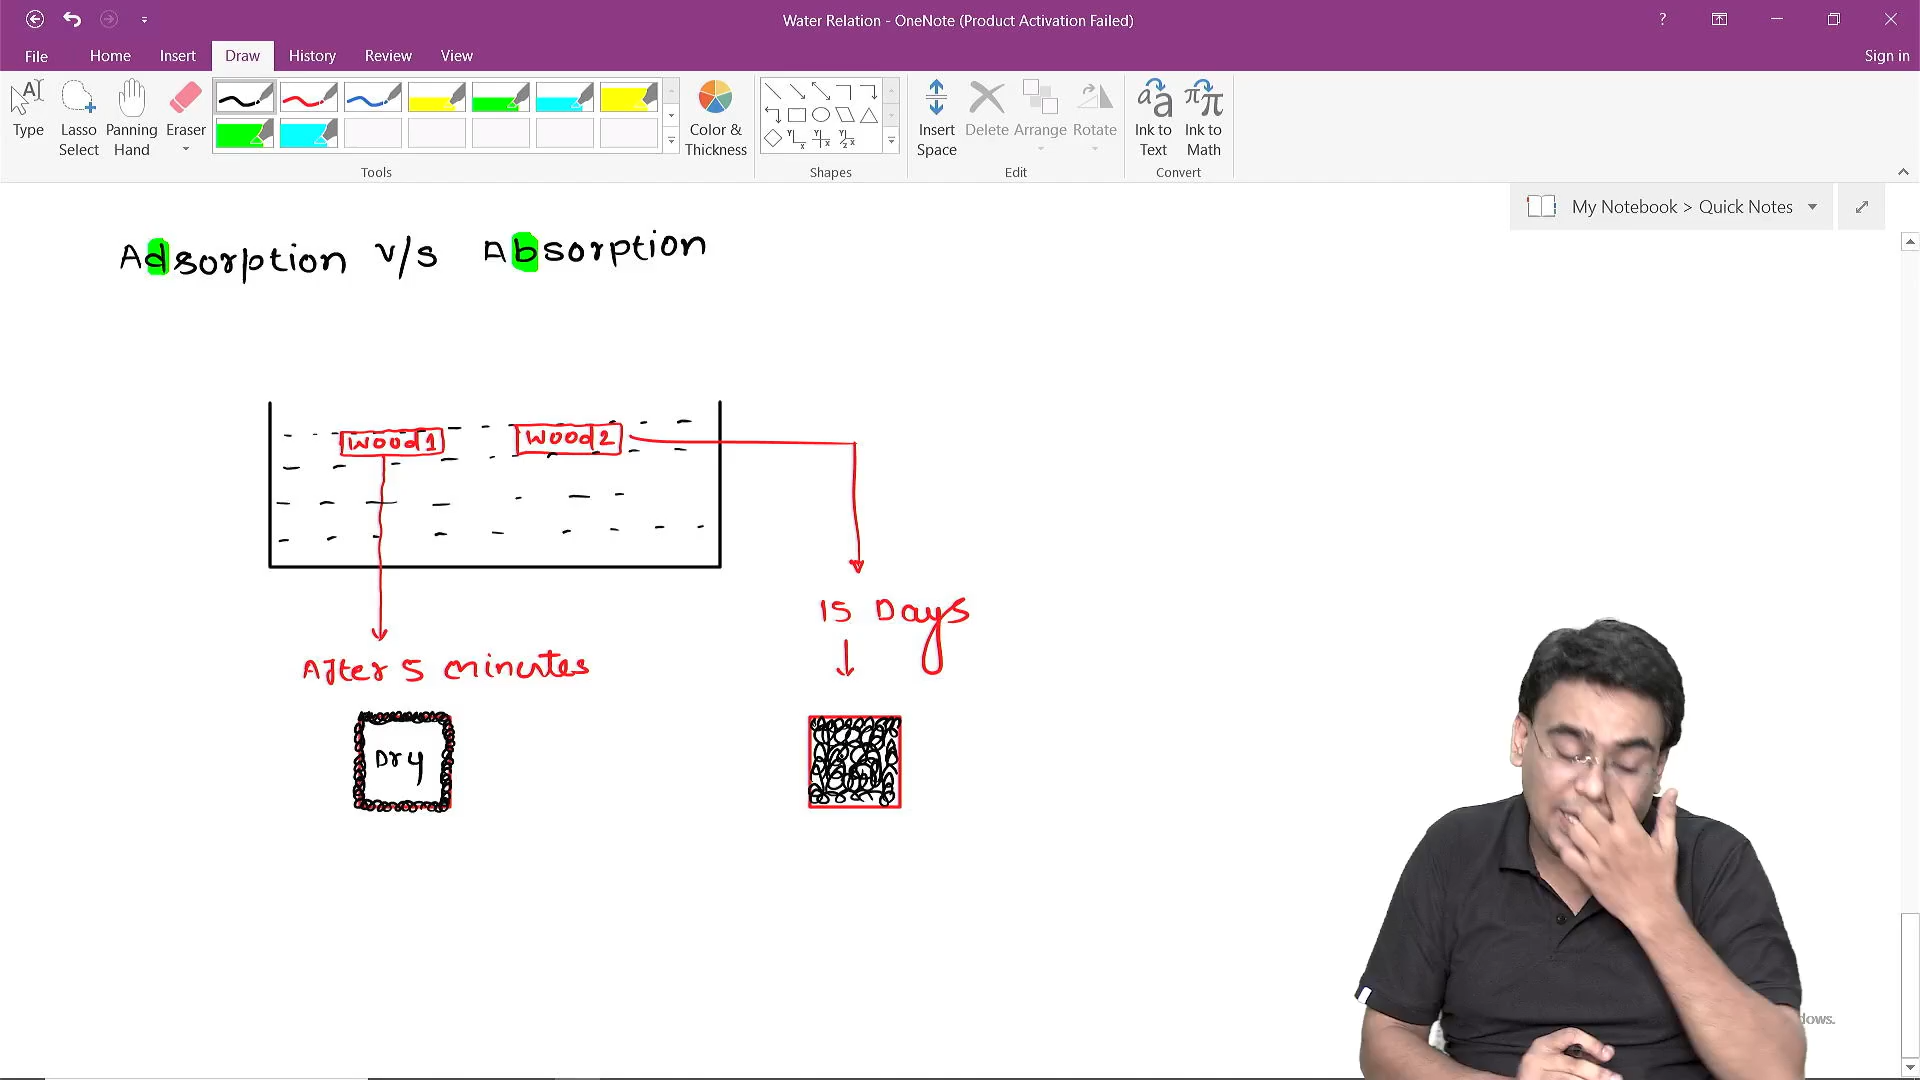 Water Relation - OneNote (Product Activation Failed)
?
File Home Insert Draw History Review View
Sign in
Type
Lasso Select
Panning Hand
Eraser
Color & Thickness
Insert Space
Delete
Arrange
Rotate
Ink to Text
Ink to Math
Tools
Shapes
Edit
Convert
My Notebook > Quick Notes
Adsorption v/s Absorption
Wood 1
Wood 2
15 Days
After 5 minutes
Dry
dows.